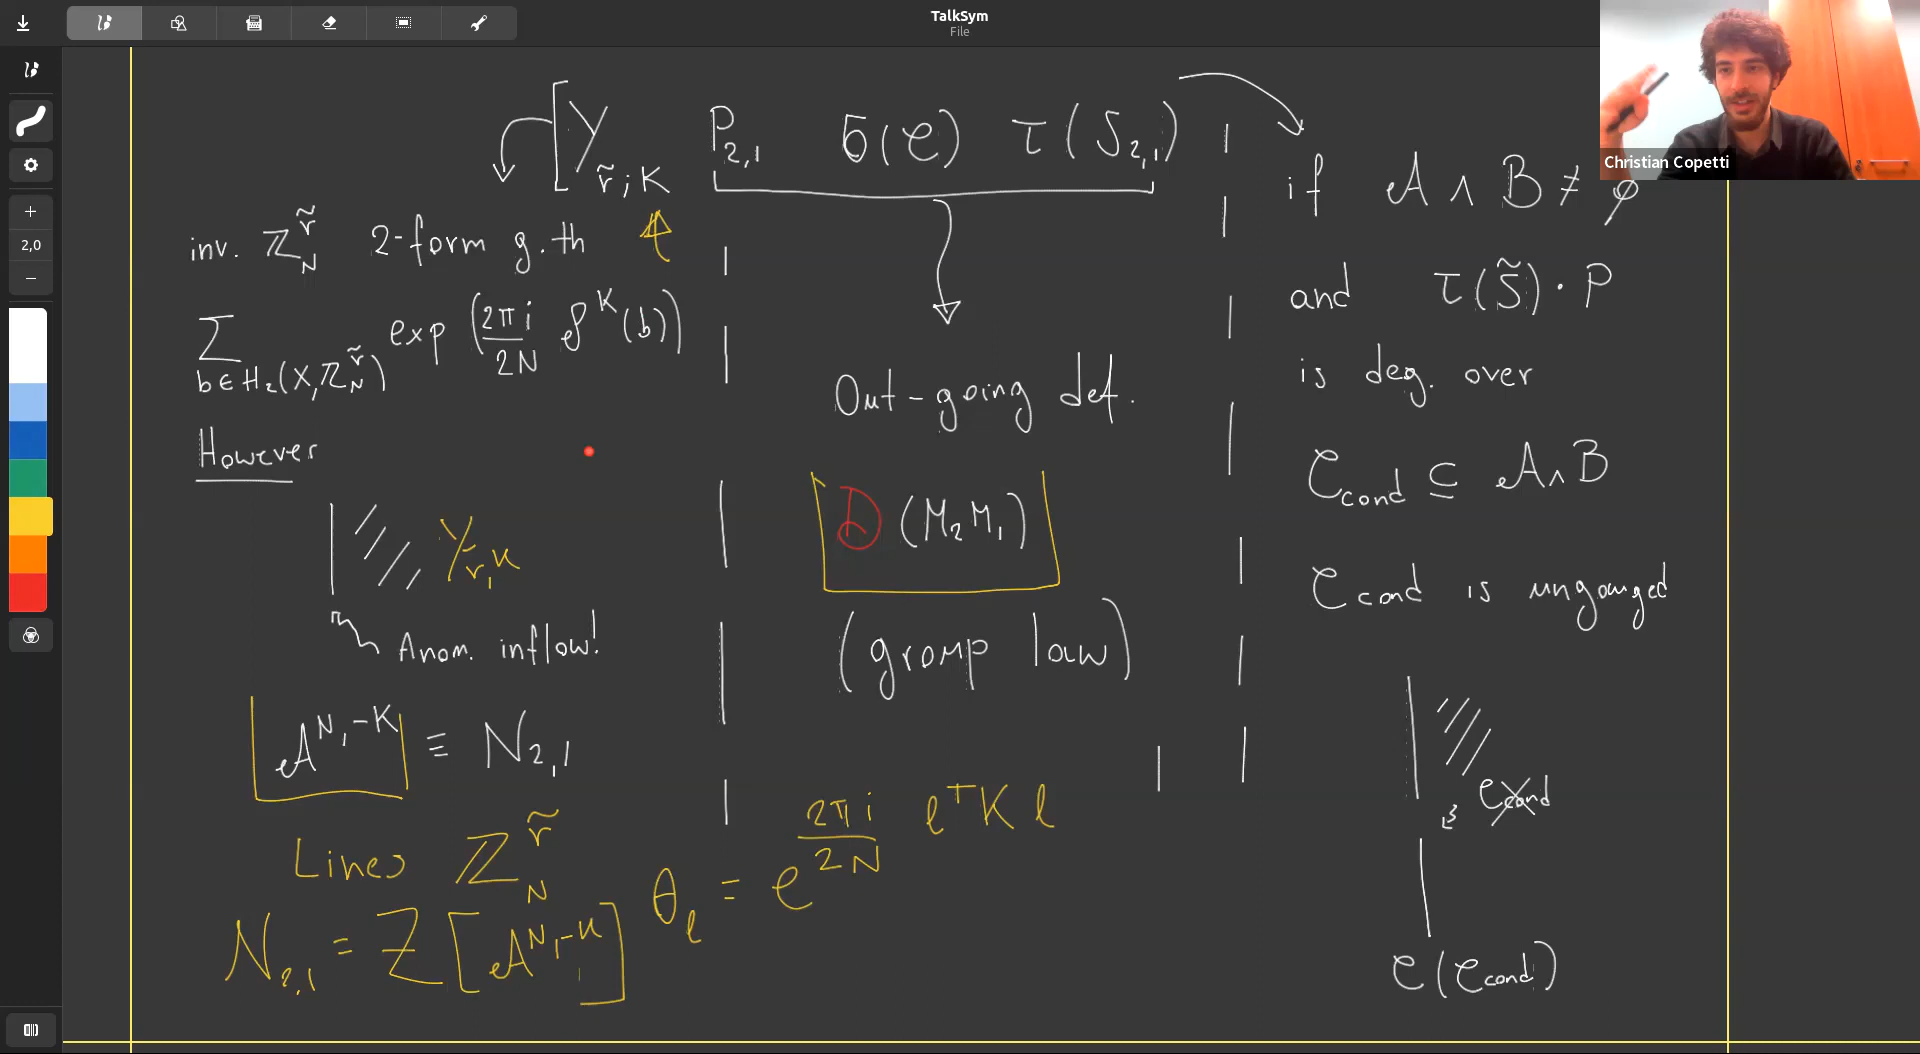 TalkSym
File
Christian Copetti
2,0
[Y_{r̃;K} P_{2,1} σ(C) τ(S_{2,1})
inv. ℤ_N^{r̃} 2-form g.th
∑_{b∈H_2(X,ℤ_N^{r̃})} exp (2πi/2N 𝒫^K(b))
However
Y_{r,K}
Anom. inflow!
A^{N,-K} ≡ N_{2,1}
Lines ℤ_N^{r̃} θ_l = e^{2πi/2N l^T K l}
N_{2,1} = Z[A^{N,-K}]
Out-going def.
D (M_2 M_1)
(group law)
if A ∧ B ≠ φ
and τ(S̃)·P
is deg. over
C_cond ⊆ A∧B
C_cond is ungauged
C_cond
C(C_cond)